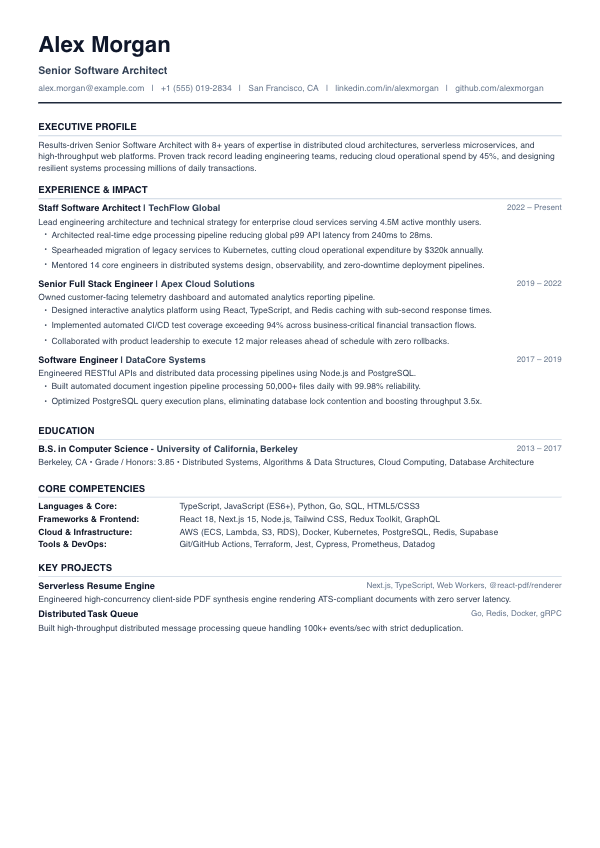 Alex Morgan
Senior Software Architect
alex.morgan@example.com | +1 (555) 019-2834 | San Francisco, CA | linkedin.com/in/alexmorgan | github.com/alexmorgan
EXECUTIVE PROFILE
Results-driven Senior Software Architect with 8+ years of expertise in distributed cloud architectures, serverless microservices, and
high-throughput web platforms. Proven track record leading engineering teams, reducing cloud operational spend by 45%, and designing
resilient systems processing millions of daily transactions.
EXPERIENCE & IMPACT
Staff Software Architect | TechFlow Global 2022 – Present
Lead engineering architecture and technical strategy for enterprise cloud services serving 4.5M active monthly users.
• Architected real-time edge processing pipeline reducing global p99 API latency from 240ms to 28ms.
• Spearheaded migration of legacy services to Kubernetes, cutting cloud operational expenditure by $320k annually.
• Mentored 14 core engineers in distributed systems design, observability, and zero-downtime deployment pipelines.
Senior Full Stack Engineer | Apex Cloud Solutions 2019 – 2022
Owned customer-facing telemetry dashboard and automated analytics reporting pipeline.
• Designed interactive analytics platform using React, TypeScript, and Redis caching with sub-second response times.
• Implemented automated CI/CD test coverage exceeding 94% across business-critical financial transaction flows.
• Collaborated with product leadership to execute 12 major releases ahead of schedule with zero rollbacks.
Software Engineer | DataCore Systems 2017 – 2019
Engineered RESTful APIs and distributed data processing pipelines using Node.js and PostgreSQL.
• Built automated document ingestion pipeline processing 50,000+ files daily with 99.98% reliability.
• Optimized PostgreSQL query execution plans, eliminating database lock contention and boosting throughput 3.5x.
EDUCATION
B.S. in Computer Science - University of California, Berkeley 2013 – 2017
Berkeley, CA • Grade / Honors: 3.85 • Distributed Systems, Algorithms & Data Structures, Cloud Computing, Database Architecture
CORE COMPETENCIES
Languages & Core: TypeScript, JavaScript (ES6+), Python, Go, SQL, HTML5/CSS3
Frameworks & Frontend: React 18, Next.js 15, Node.js, Tailwind CSS, Redux Toolkit, GraphQL
Cloud & Infrastructure: AWS (ECS, Lambda, S3, RDS), Docker, Kubernetes, PostgreSQL, Redis, Supabase
Tools & DevOps: Git/GitHub Actions, Terraform, Jest, Cypress, Prometheus, Datadog
KEY PROJECTS
Serverless Resume Engine Next.js, TypeScript, Web Workers, @react-pdf/renderer
Engineered high-concurrency client-side PDF synthesis engine rendering ATS-compliant documents with zero server latency.
Distributed Task Queue Go, Redis, Docker, gRPC
Built high-throughput distributed message processing queue handling 100k+ events/sec with strict deduplication.